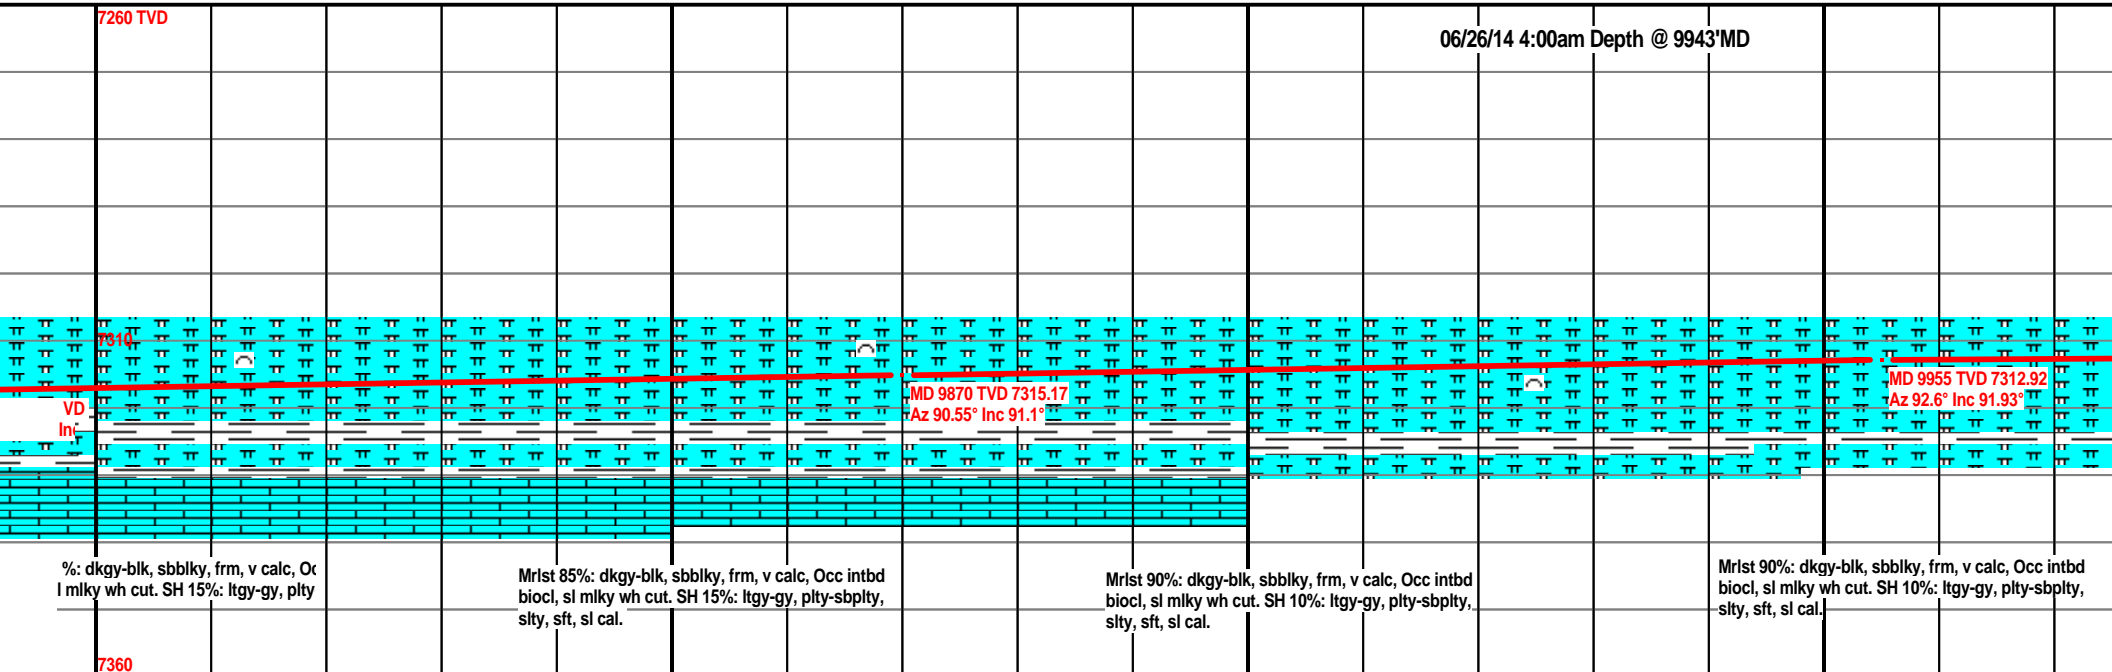 7260 TVD
06/26/14 4:00am Depth @ 9943'MD
7310
VD
MD 9870 TVD 7315.17
Az 90.55° Inc 91.1°
MD 9955 TVD 7312.92
Az 92.6° Inc 91.93°
%: dkgy-blk, sbblky, frm, v calc,
l mlky wh cut. SH 15%: ltgy-gy, plty
Mrlst 85%: dkgy-blk, sbblky, frm, v calc, Occ intbd
biocl, sl mlky wh cut. SH 15%: ltgy-gy, plty-sbplty,
slty, sft, sl cal.
Mrlst 90%: dkgy-blk, sbblky, frm, v calc, Occ intbd
biocl, sl mlky wh cut. SH 10%: ltgy-gy, plty-sbplty,
slty, sft, sl cal.
Mrlst 90%: dkgy-blk, sbblky, frm, v calc, Occ intbd
biocl, sl mlky wh cut. SH 10%: ltgy-gy, plty-sbplty,
slty, sft, sl cal.
7360